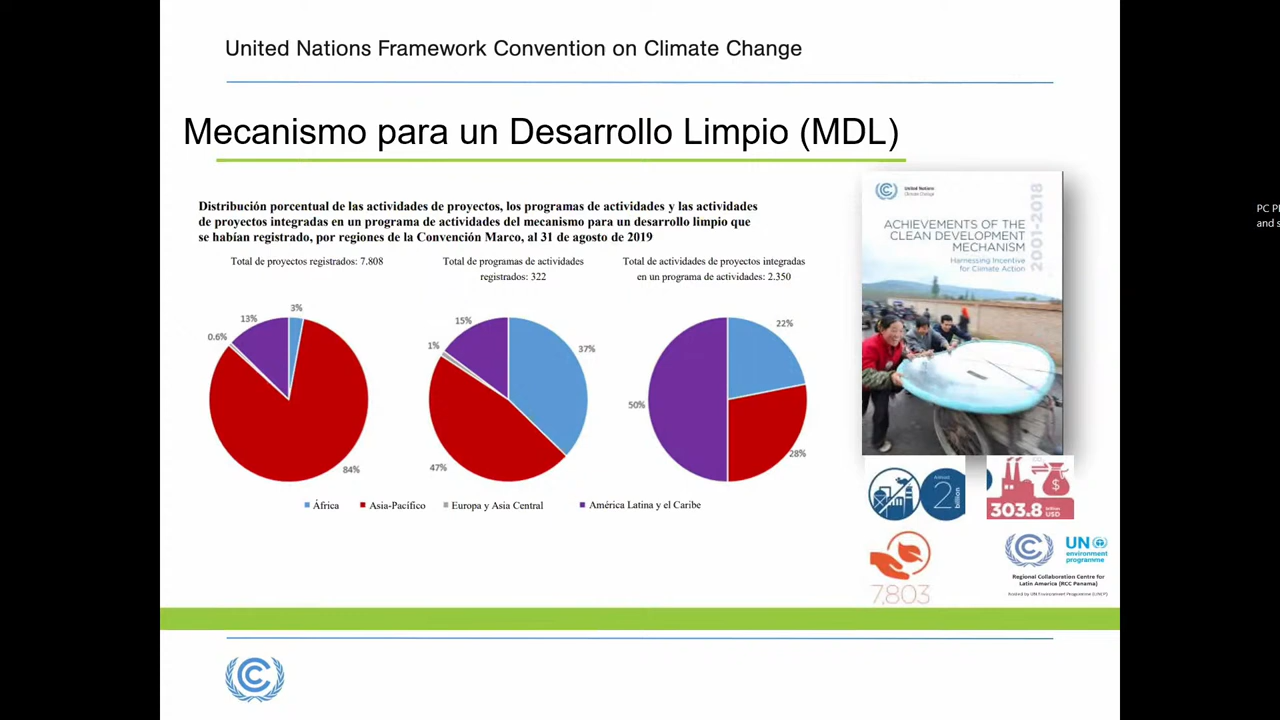 United Nations Framework Convention on Climate Change
Mecanismo para un Desarrollo Limpio (MDL)
Distribución porcentual de las actividades de proyectos, los programas de actividades y las actividades
de proyectos integradas en un programa de actividades del mecanismo para un desarrollo limpio que
se habían registrado, por regiones de la Convención Marco, al 31 de agosto de 2019
Total de proyectos registrados: 7.808
Total de programas de actividades
registrados: 322
Total de actividades de proyectos integradas
en un programa de actividades: 2.350
3%
13%
0.6%
84%
15%
1%
37%
47%
22%
50%
28%
África
Asia-Pacífico
Europa y Asia Central
América Latina y el Caribe
United Nations
Climate Change
2001-2018
ACHIEVEMENTS OF THE
CLEAN DEVELOPMENT
MECHANISM
Harnessing Incentive
for Climate Action
Almost
2
billion
303.8
billion
USD
$
7,803
UN
environment
programme
Regional Collaboration Centre for
Latin America (RCC Panama)
hosted by UN Environment Programme (UNEP)
and s